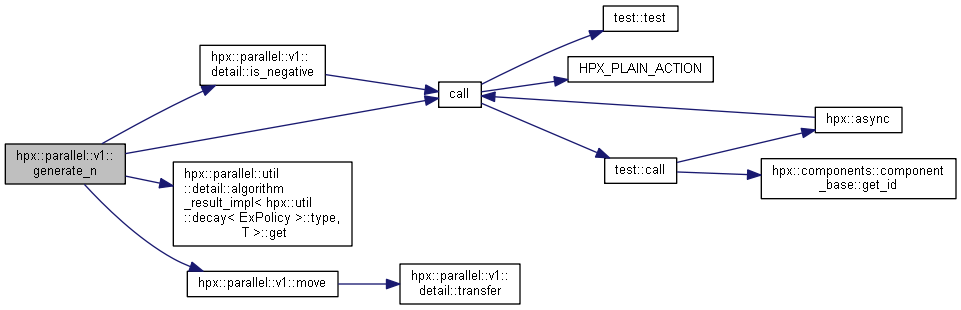 test::test
hpx::parallel::v1::
detail::is_negative
HPX_PLAIN_ACTION
call
hpx::async
hpx::parallel::v1::
generate_n
test::call
hpx::components::component
_base::get_id
hpx::parallel::util
::detail::algorithm
_result_impl< hpx::util
::decay< ExPolicy >::type,
T >::get
hpx::parallel::v1::move
hpx::parallel::v1::
detail::transfer